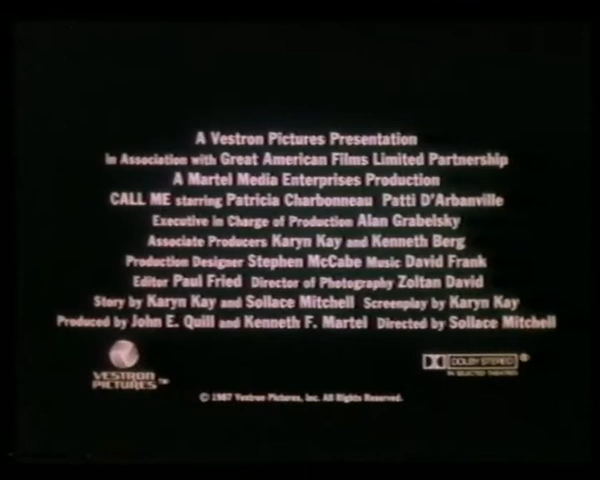 A Vestron Pictures Presentation
In Association with Great American Films Limited Partnership
A Martel Media Enterprises Production
CALL ME starring Patricia Charbonneau Patti D'Arbanville
Executive in Charge of Production Alan Grabelsky
Associate Producers Karyn Kay and Kenneth Berg
Production Designer Stephen McCabe Music David Frank
Editor Paul Fried Director of Photography Zoltan David
Story by Karyn Kay and Sollace Mitchell Screenplay by Karyn Kay
Produced by John E. Quill and Kenneth F. Martel Directed by Sollace Mitchell
VESTRON
PICTURES™
DOLBY STEREO®
IN SELECTED THEATRES
© 1987 Vestron Pictures, Inc. All Rights Reserved.